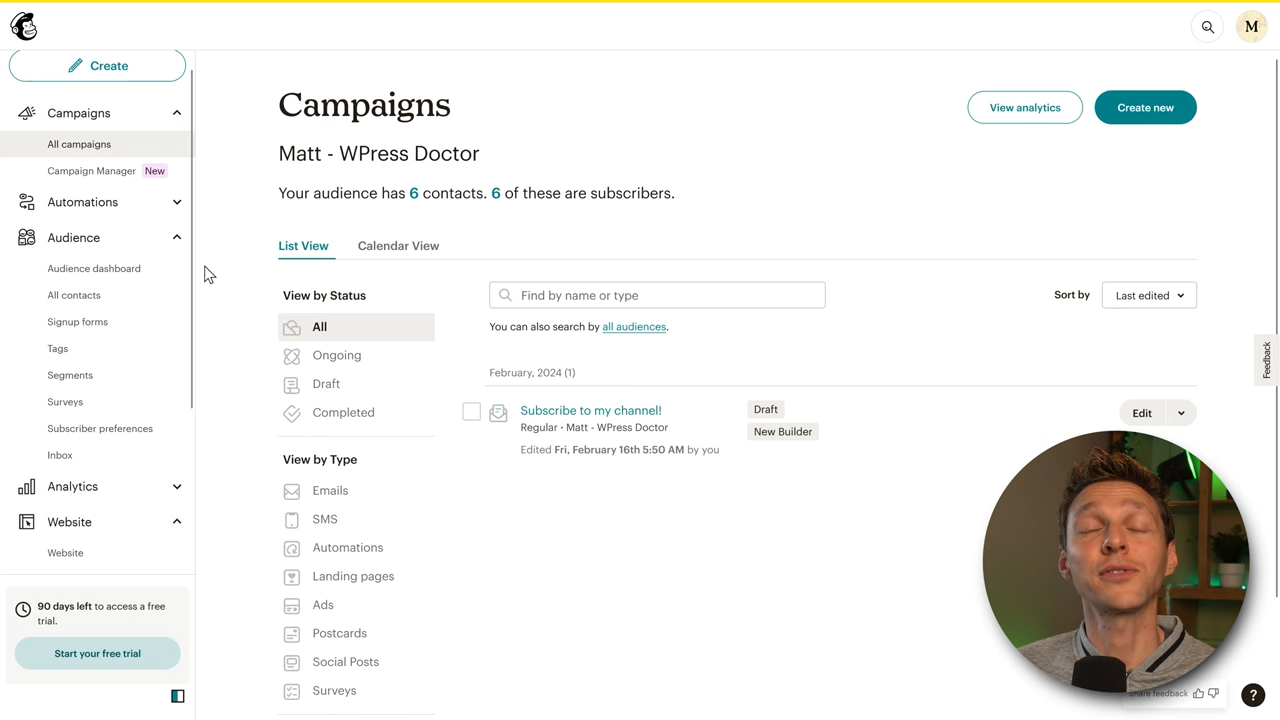 M
Create
Campaigns
All campaigns
Campaign Manager New
Automations
Audience
Audience dashboard
All contacts
Signup forms
Tags
Segments
Surveys
Subscriber preferences
Inbox
Analytics
Website
Website
90 days left to access a free
trial.
Start your free trial
Campaigns
View analytics
Create new
Matt - WPress Doctor
Your audience has 6 contacts. 6 of these are subscribers.
List View
Calendar View
View by Status
All
Ongoing
Draft
Completed
View by Type
Emails
SMS
Automations
Landing pages
Ads
Postcards
Social Posts
Surveys
Find by name or type
Sort by
Last edited
You can also search by all audiences.
February, 2024 (1)
Subscribe to my channel!
Regular • Matt - WPress Doctor
Edited Fri, February 16th 5:50 AM by you
Draft
New Builder
Edit
Feedback
Share feedback
?